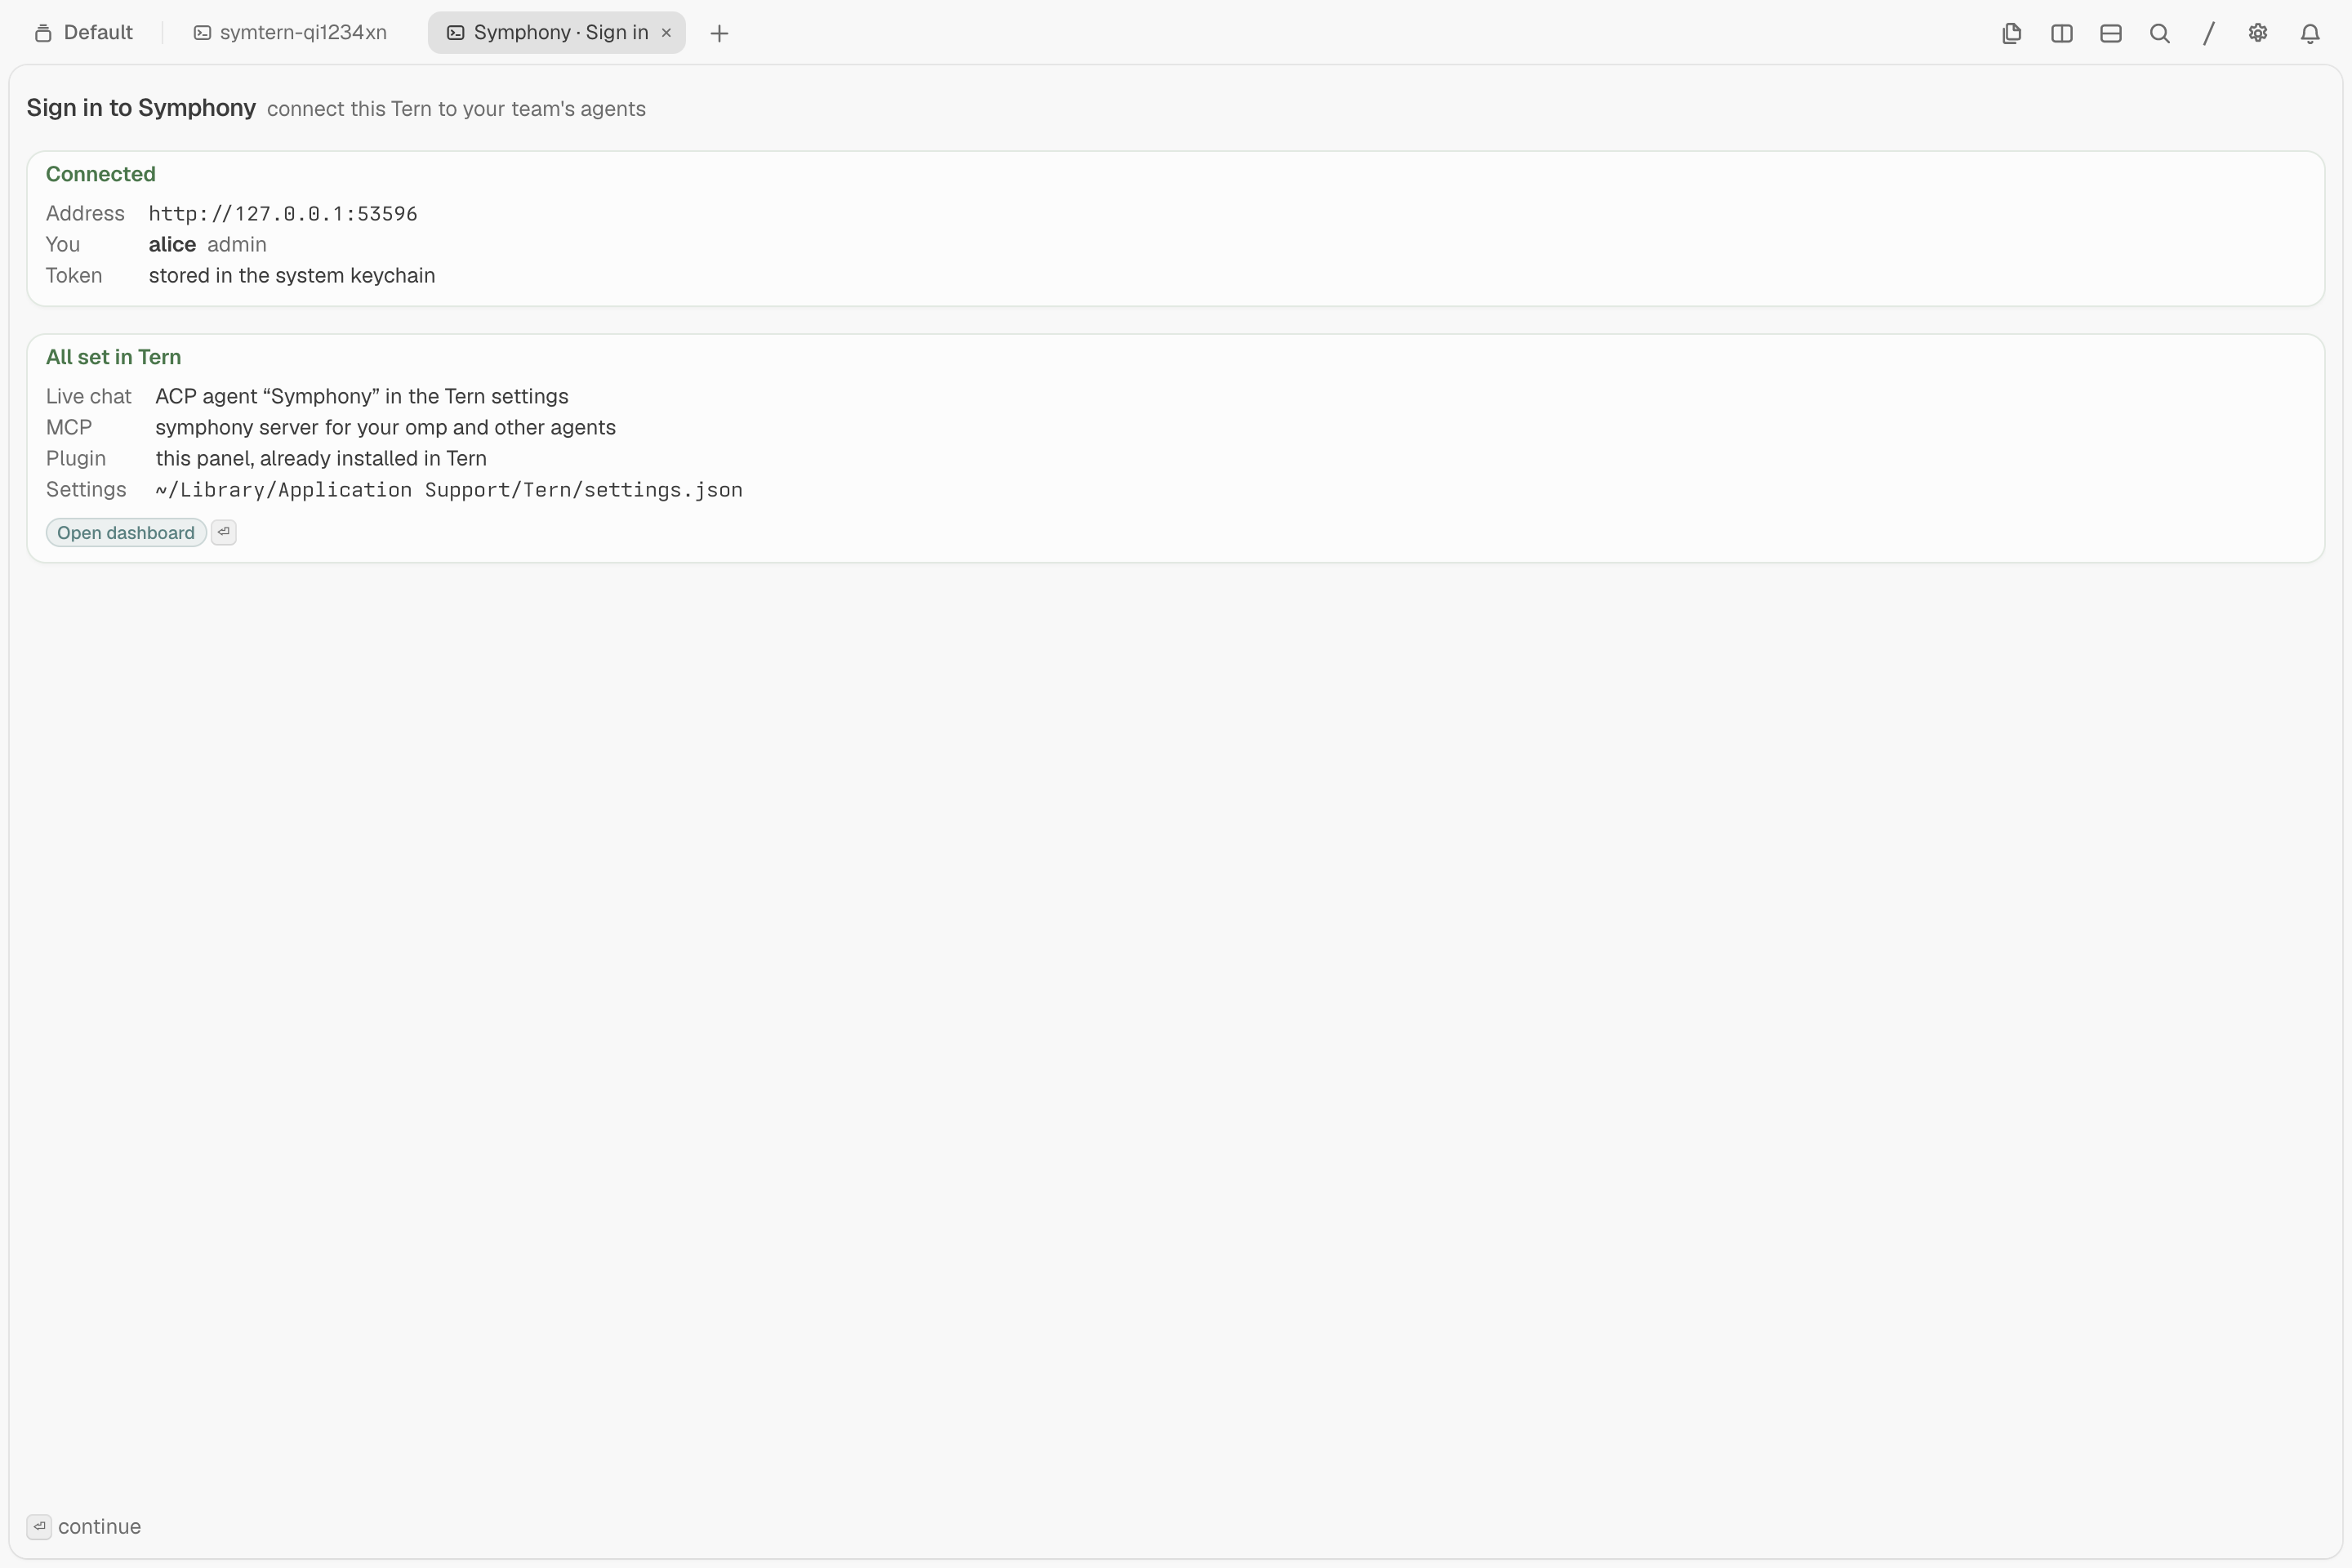 Default
symtern-qi1234xn
Symphony · Sign in
Sign in to Symphony connect this Tern to your team's agents
Connected
Address http://127.0.0.1:53596
You alice admin
Token stored in the system keychain
All set in Tern
Live chat ACP agent “Symphony” in the Tern settings
MCP symphony server for your omp and other agents
Plugin this panel, already installed in Tern
Settings ~/Library/Application Support/Tern/settings.json
Open dashboard ⏎
⏎ continue